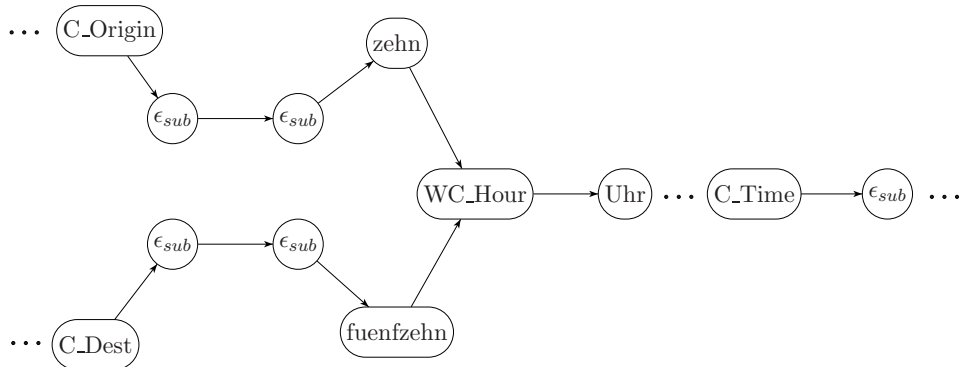 ... C_Origin
zehn
ϵsub ϵsub
WC_Hour Uhr ... C_Time ϵsub ...
ϵsub ϵsub
fuenfzehn
... C_Dest